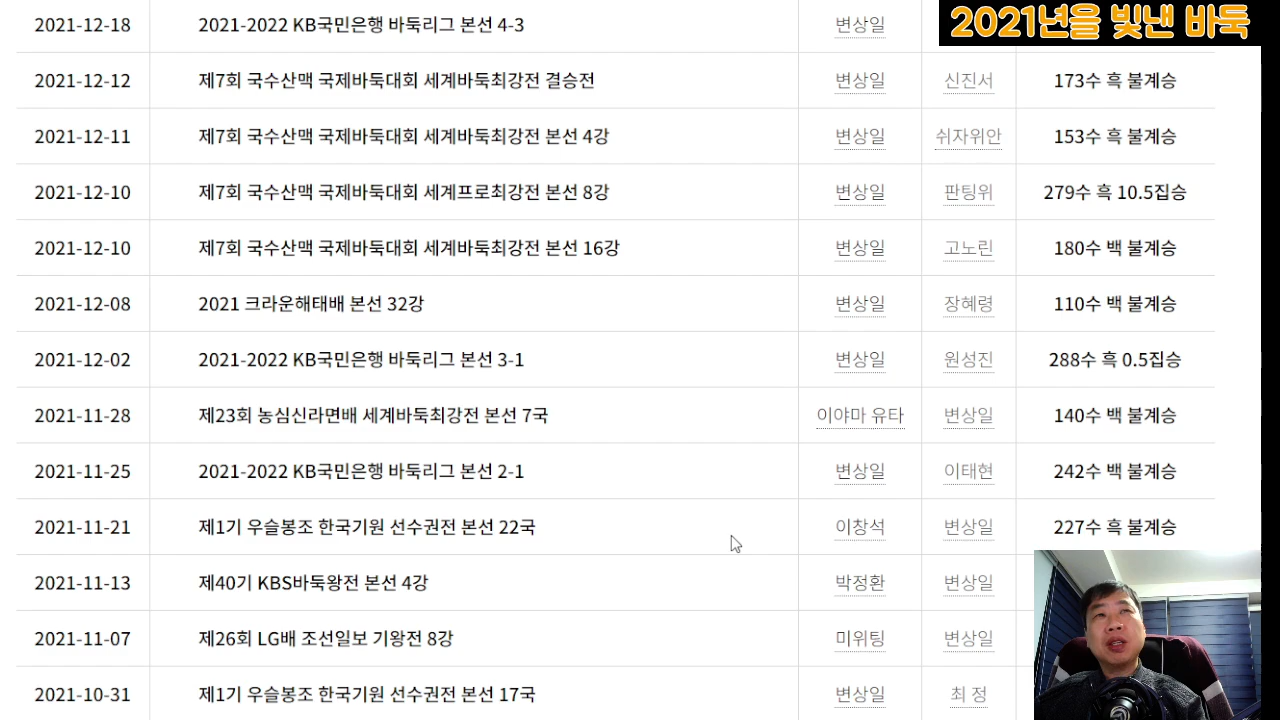 2021년을 빛낸 바둑
2021-12-18 2021-2022 KB국민은행 바둑리그 본선 4-3 변상일
2021-12-12 제7회 국수산맥 국제바둑대회 세계바둑최강전 결승전 변상일 신진서 173수 흑 불계승
2021-12-11 제7회 국수산맥 국제바둑대회 세계바둑최강전 본선 4강 변상일 쉬자위안 153수 흑 불계승
2021-12-10 제7회 국수산맥 국제바둑대회 세계프로최강전 본선 8강 변상일 판팅위 279수 흑 10.5집승
2021-12-10 제7회 국수산맥 국제바둑대회 세계바둑최강전 본선 16강 변상일 고노린 180수 백 불계승
2021-12-08 2021 크라운해태배 본선 32강 변상일 장혜령 110수 백 불계승
2021-12-02 2021-2022 KB국민은행 바둑리그 본선 3-1 변상일 원성진 288수 흑 0.5집승
2021-11-28 제23회 농심신라면배 세계바둑최강전 본선 7국 이야마 유타 변상일 140수 백 불계승
2021-11-25 2021-2022 KB국민은행 바둑리그 본선 2-1 변상일 이태현 242수 백 불계승
2021-11-21 제1기 우슬봉조 한국기원 선수권전 본선 22국 이창석 변상일 227수 흑 불계승
2021-11-13 제40기 KBS바둑왕전 본선 4강 박정환 변상일
2021-11-07 제26회 LG배 조선일보 기왕전 8강 미위팅 변상일
2021-10-31 제1기 우슬봉조 한국기원 선수권전 본선 17국 변상일 최 정